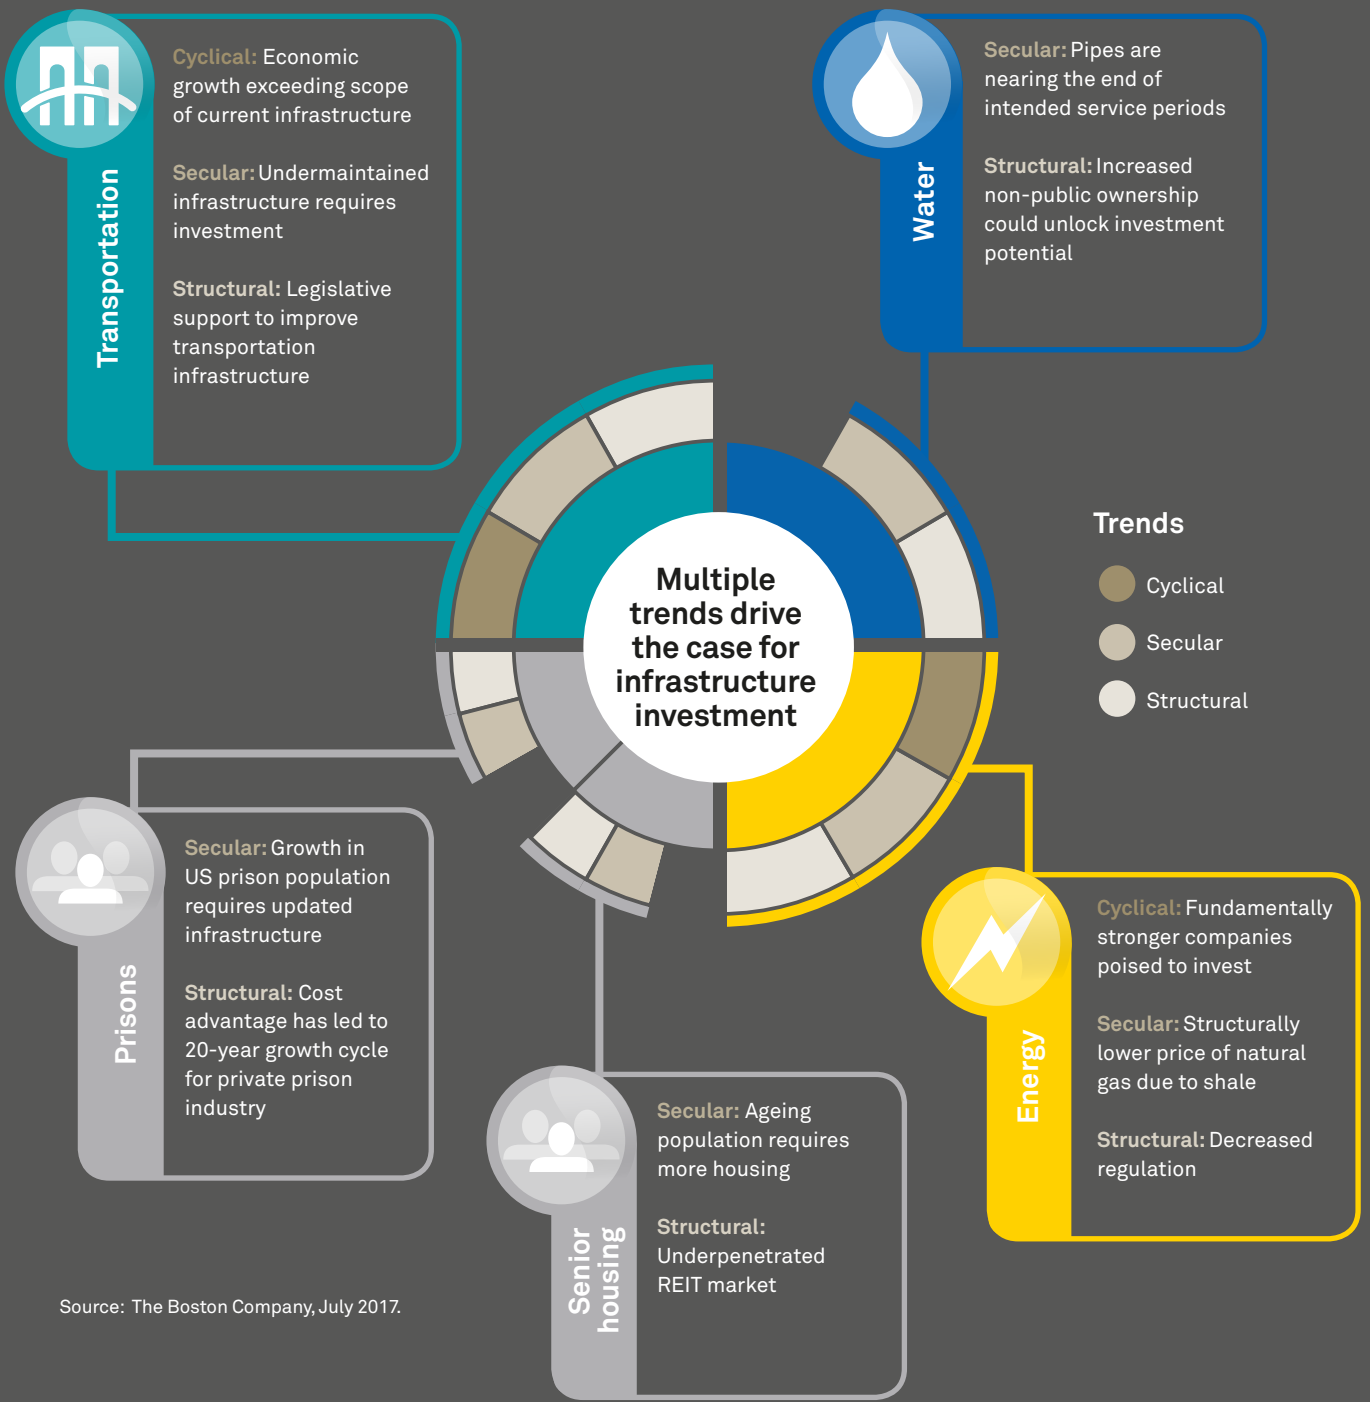 Transportation
Cyclical: Economic
growth exceeding scope
of current infrastructure
Secular: Undermaintained
infrastructure requires
investment
Structural: Legislative
support to improve
transportation
infrastructure
Water
Secular: Pipes are
nearing the end of
intended service periods
Structural: Increased
non-public ownership
could unlock investment
potential
Multiple
trends drive
the case for
infrastructure
investment
Trends
Cyclical
Secular
Structural
Prisons
Secular: Growth in
US prison population
requires updated
infrastructure
Structural: Cost
advantage has led to
20-year growth cycle
for private prison
industry
Senior
housing
Secular: Ageing
population requires
more housing
Structural:
Underpenetrated
REIT market
Energy
Cyclical: Fundamentally
stronger companies
poised to invest
Secular: Structurally
lower price of natural
gas due to shale
Structural: Decreased
regulation
Source: The Boston Company, July 2017.